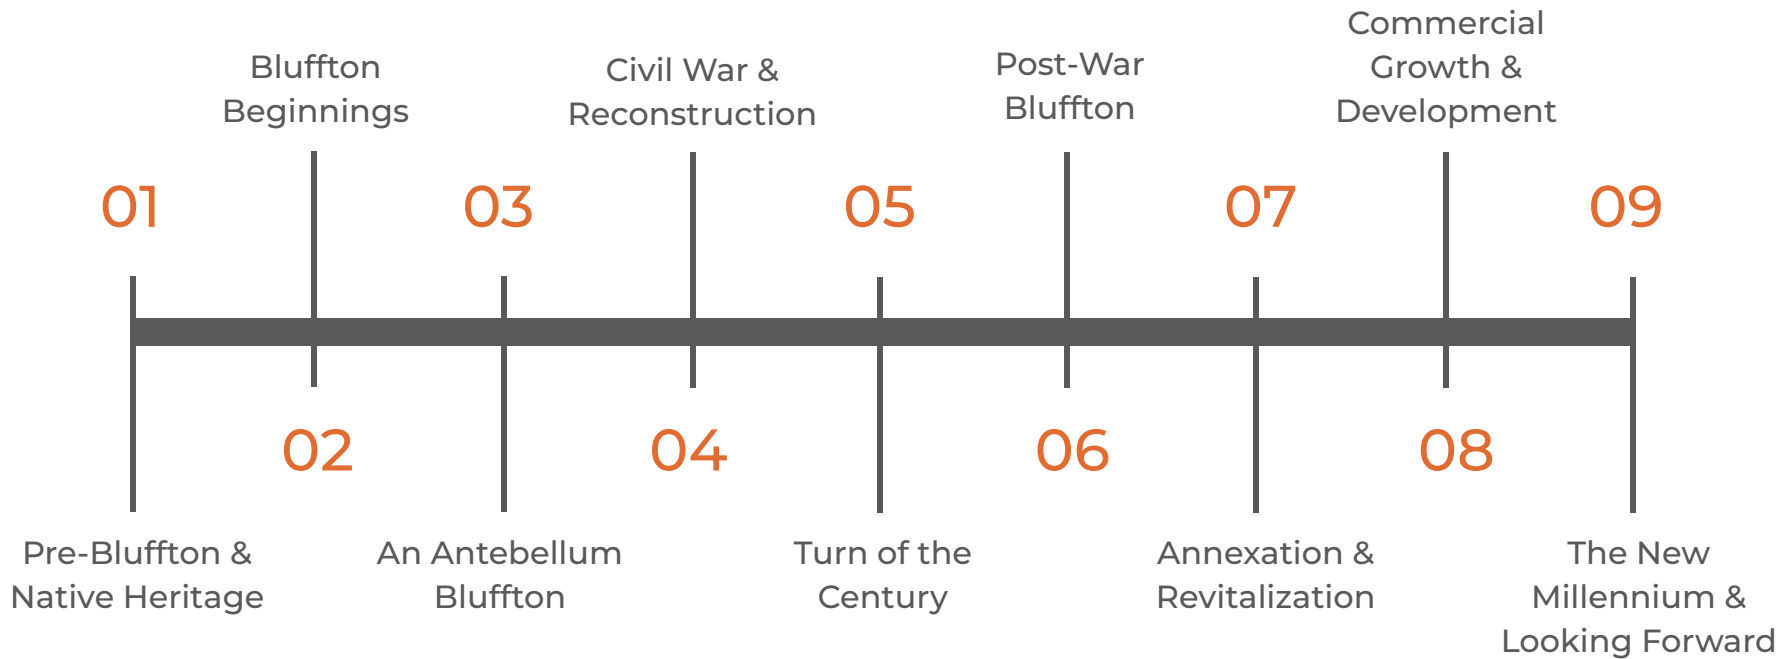 01
Pre-Bluffton &
Native Heritage
Bluffton
Beginnings
02
03
An Antebellum
Bluffton
Civil War &
Reconstruction
04
05
Turn of the
Century
Post-War
Bluffton
06
07
Annexation &
Revitalization
Commercial
Growth &
Development
08
09
The New
Millennium &
Looking Forward